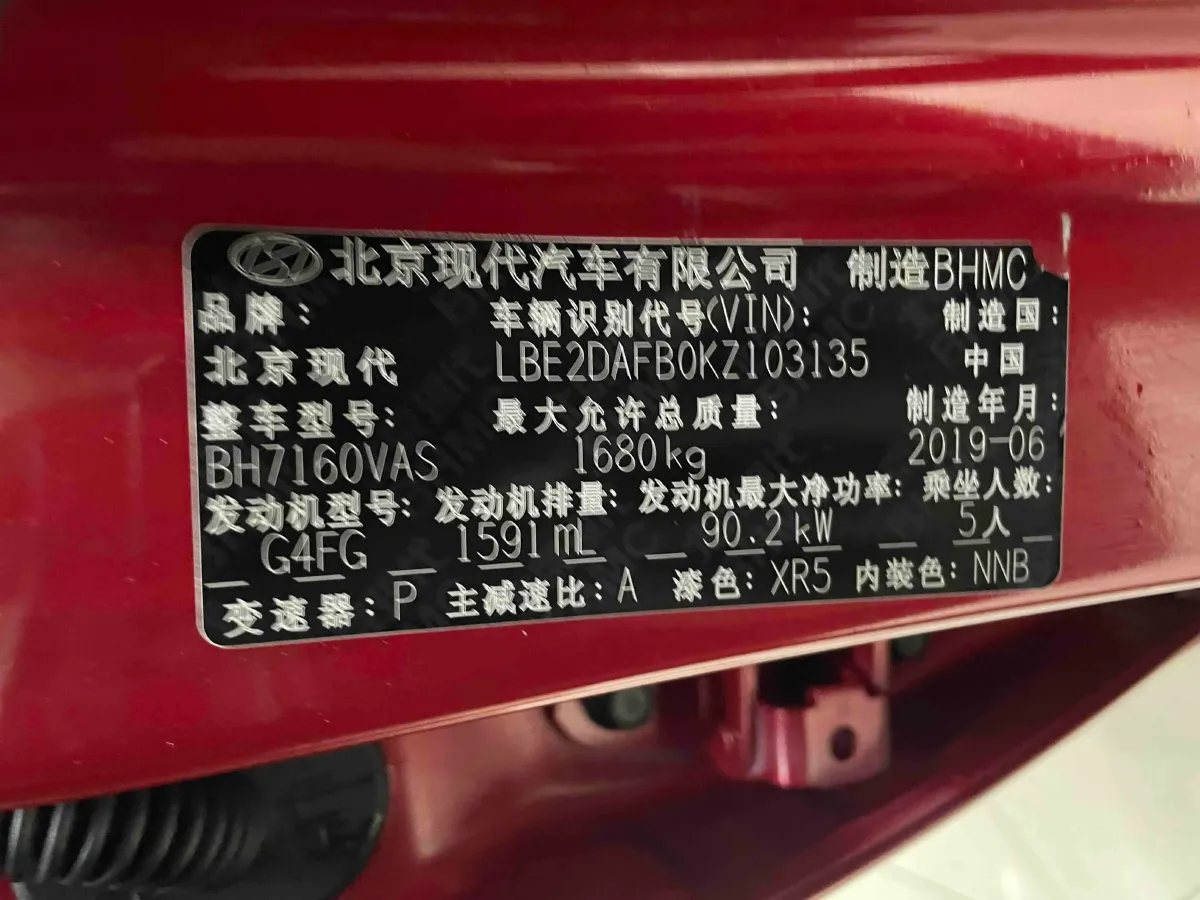 北京现代汽车有限公司 制造BHMC
品牌: 车辆识别代号(VIN): 制造国:
北京现代 LBE2DAFB0KZ103135 中国
整车型号: 最大允许总质量: 制造年月:
BH7160VAS 1680kg 2019-06
发动机型号: 发动机排量: 发动机最大净功率: 乘坐人数:
G4FG 1591mL 90.2kW 5人
变速器: P 主减速比: A 漆色: XR5 内装色: NNB